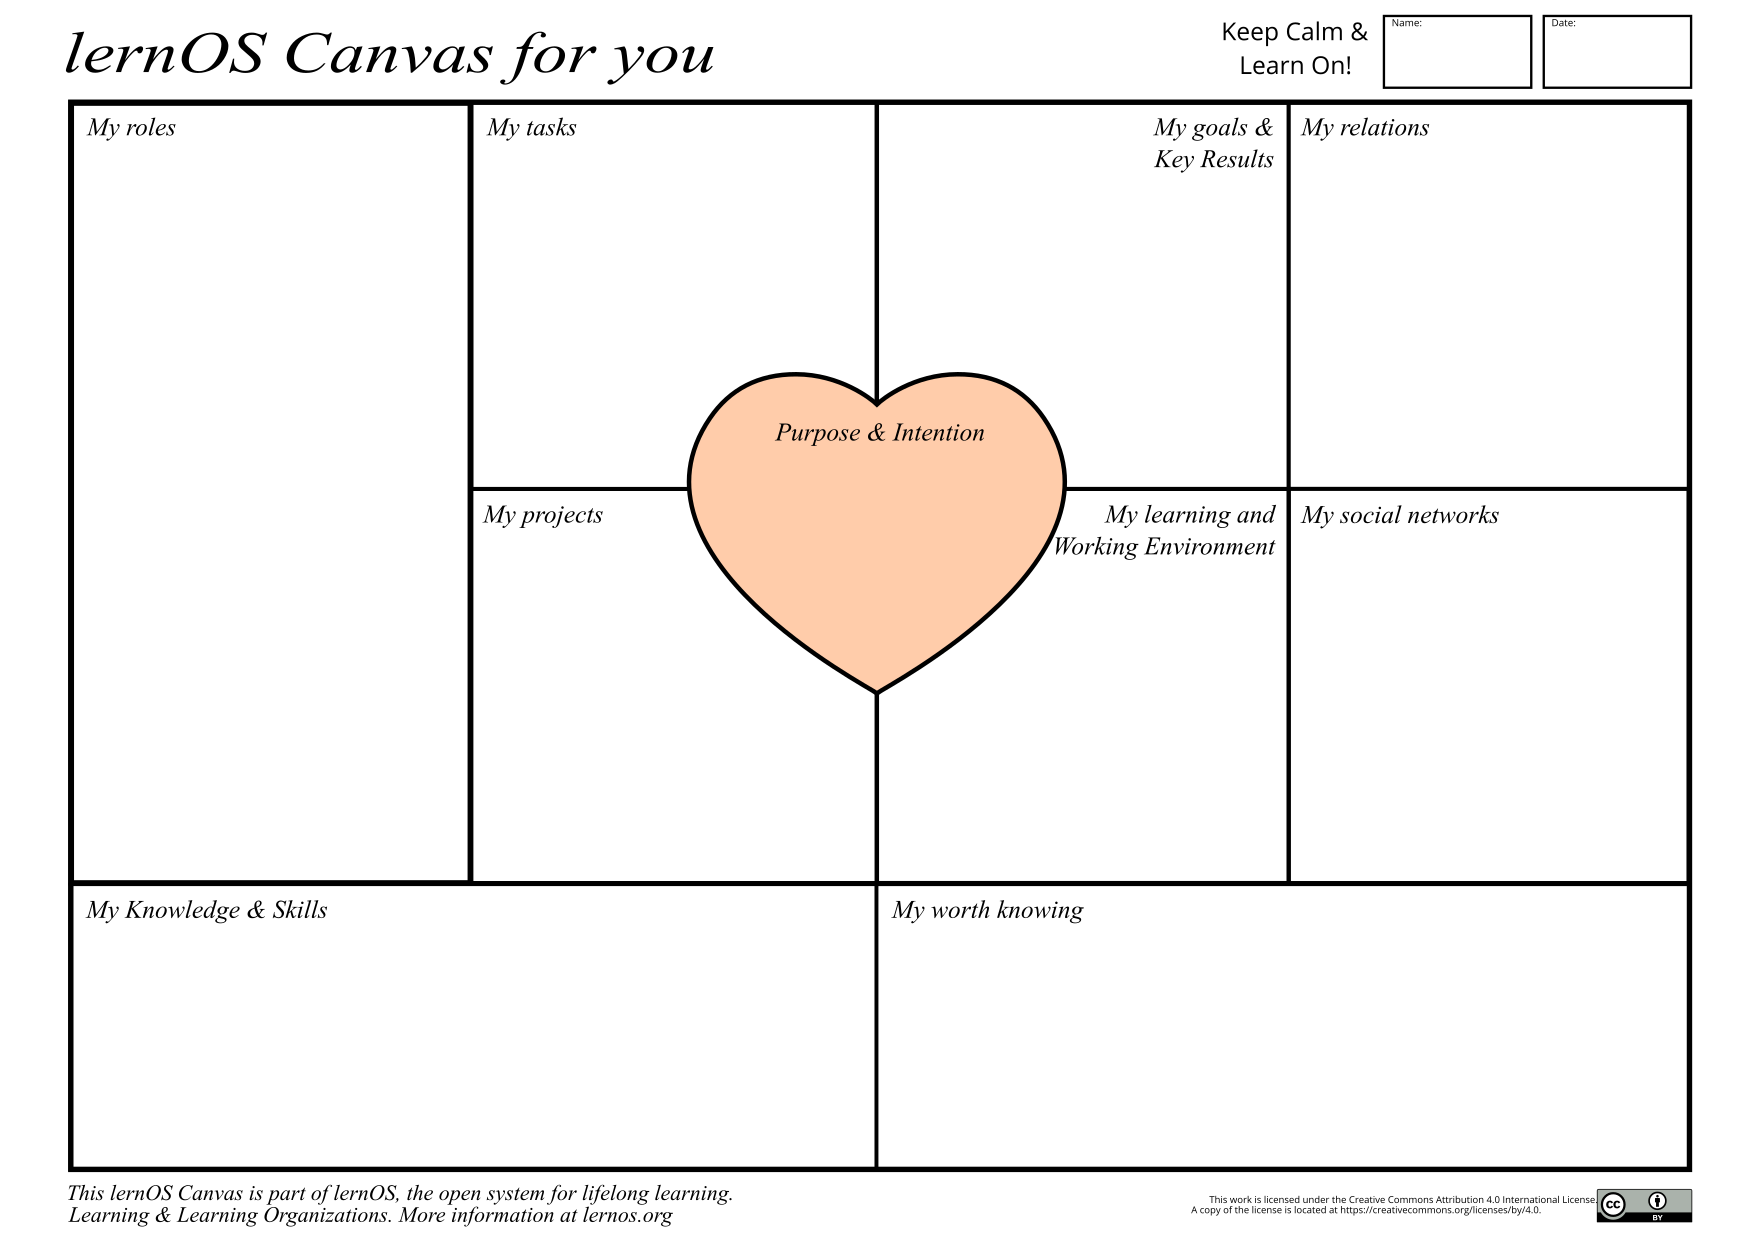 lernOS Canvas for you
Keep Calm &
Learn On!
Name:
Date:
My roles
My tasks
My goals &
Key Results
My relations
Purpose & Intention
My projects
My learning and
Working Environment
My social networks
My Knowledge & Skills
My worth knowing
This lernOS Canvas is part of lernOS, the open system for lifelong learning.
Learning & Learning Organizations. More information at lernos.org
This work is licensed under the Creative Commons Attribution 4.0 International License.
A copy of the license is located at https://creativecommons.org/licenses/by/4.0.
cc
BY